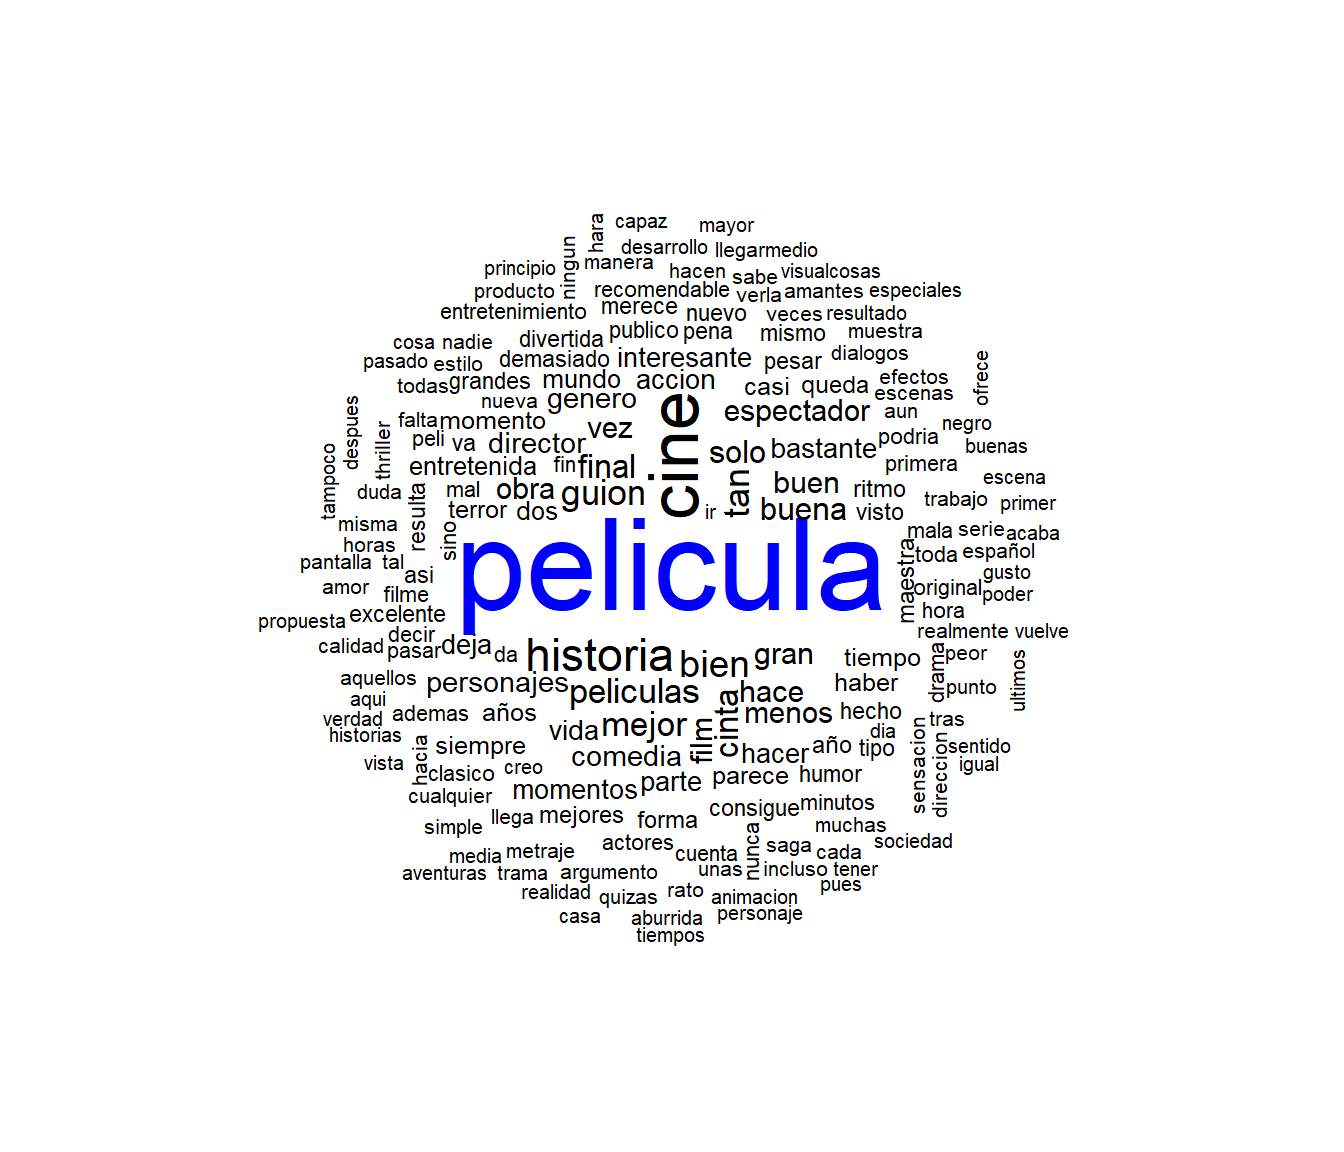 hara capaz mayor
desarrollo llegarmedio
principio ningun manera hacen sabe visualcosas
producto recomendable verla amantes especiales
entretenimiento merece nuevo veces resultado
cosa nadie divertida publico pena mismo muestra
pasado estilo demasiado interesante pesar dialogos
todas grandes mundo accion casi queda efectos ofrece
nueva genero cine espectador escenas
despues falta momento vez aun negro
thriller peli va director solo bastante podria buenas
tampoco entretenida fin final primera
duda resulta mal obra guion tan buen ritmo escena
misma terror dos ir buena visto trabajo primer
horas sino mala serie acaba
pantalla tal pelicula maestra toda español
asi gusto
amor filme original poder
propuesta excelente hora
decir realmente vuelve
calidad pasar deja da historia bien gran tiempo drama peor
aquellos personajes peliculas hace haber punto ultimos
aqui
verdad ademas años vida mejor film cinta menos hecho tras
historias hacia siempre comedia hacer año tipo dia sensacion direccion sentido
vista clasico creo parte parece humor igual
cualquier momentos consigue minutos
simple llega mejores forma nunca muchas
media metraje actores cuenta saga cada sociedad
aventuras trama argumento unas incluso tener
realidad quizas rato animacion pues
casa aburrida personaje
tiempos